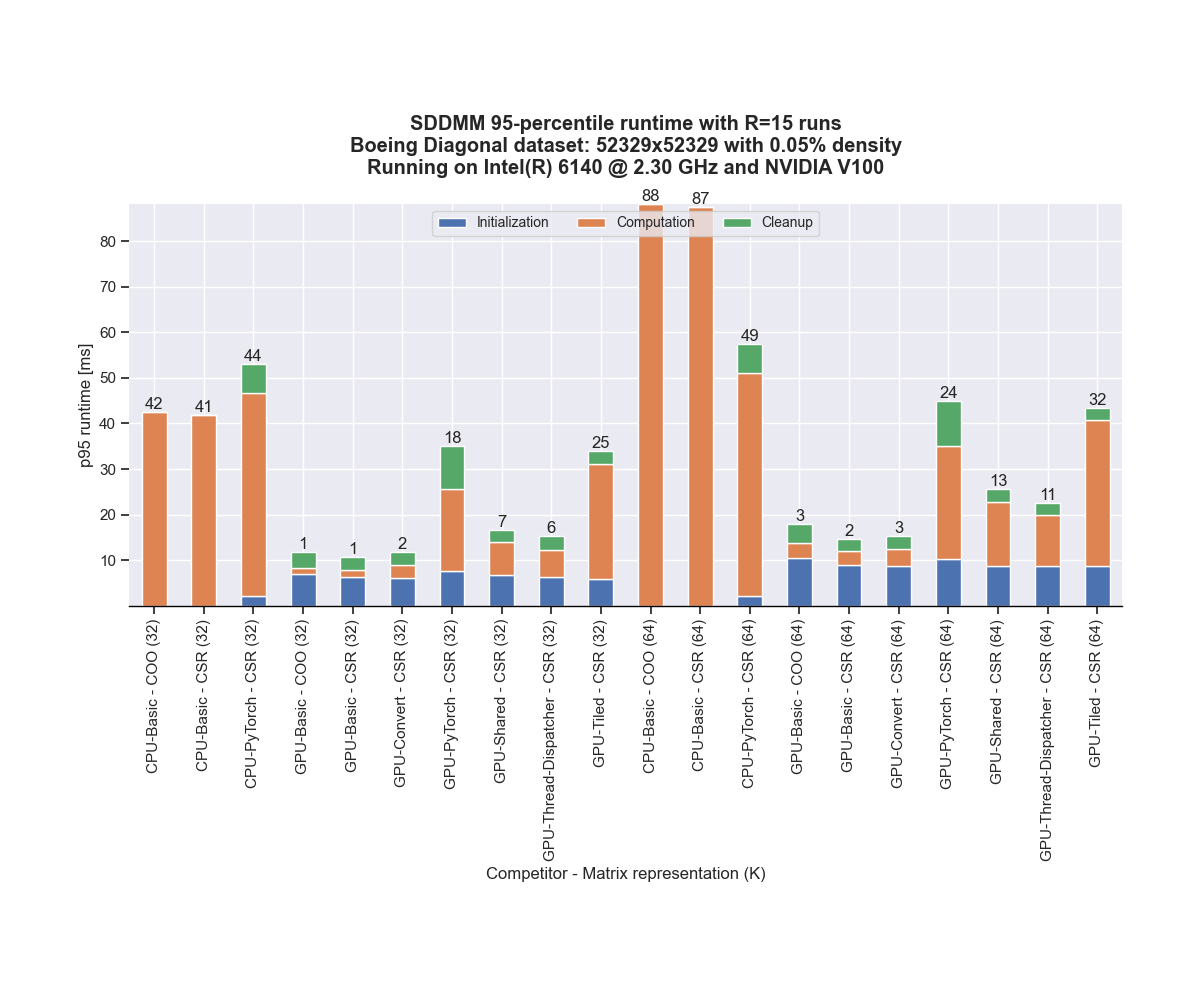 SDDMM 95-percentile runtime with R=15 runs
Boeing Diagonal dataset: 52329x52329 with 0.05% density
Running on Intel(R) 6140 @ 2.30 GHz and NVIDIA V100
Initialization
Computation
Cleanup
p95 runtime [ms]
80
70
60
50
40
30
20
10
42
41
44
1
1
2
18
7
6
25
88
87
49
3
2
3
24
13
11
32
CPU-Basic - COO (32)
CPU-Basic - CSR (32)
CPU-PyTorch - CSR (32)
GPU-Basic - COO (32)
GPU-Basic - CSR (32)
GPU-Convert - CSR (32)
GPU-PyTorch - CSR (32)
GPU-Shared - CSR (32)
GPU-Thread-Dispatcher - CSR (32)
GPU-Tiled - CSR (32)
CPU-Basic - COO (64)
CPU-Basic - CSR (64)
CPU-PyTorch - CSR (64)
GPU-Basic - COO (64)
GPU-Basic - CSR (64)
GPU-Convert - CSR (64)
GPU-PyTorch - CSR (64)
GPU-Shared - CSR (64)
GPU-Thread-Dispatcher - CSR (64)
GPU-Tiled - CSR (64)
Competitor - Matrix representation (K)